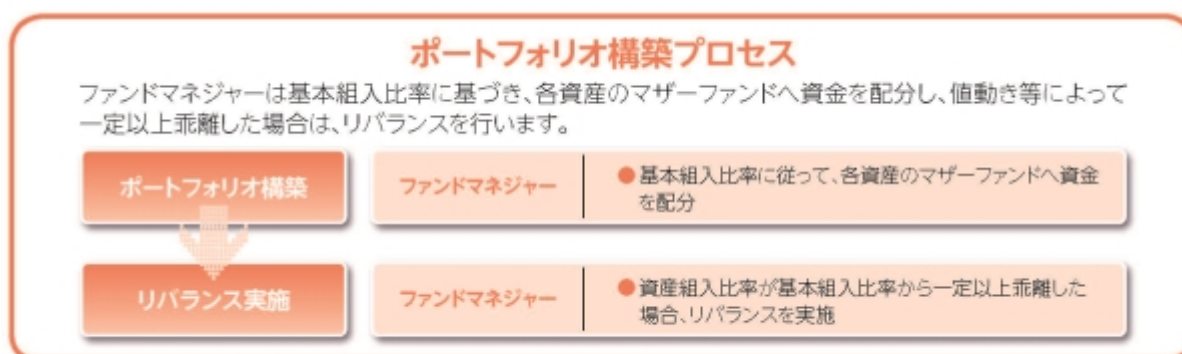 ポートフォリオ構築プロセス
ファンドマネジャーは基本組入比率に基づき、各資産のマザーファンドへ資金を配分し、値動き等によって
一定以上乖離した場合は、リバランスを行います。
ポートフォリオ構築
ファンドマネジャー
●基本組入比率に従って、各資産のマザーファンドへ資金
を配分
リバランス実施
ファンドマネジャー
●資産組入比率が基本組入比率から一定以上乖離した
場合、リバランスを実施